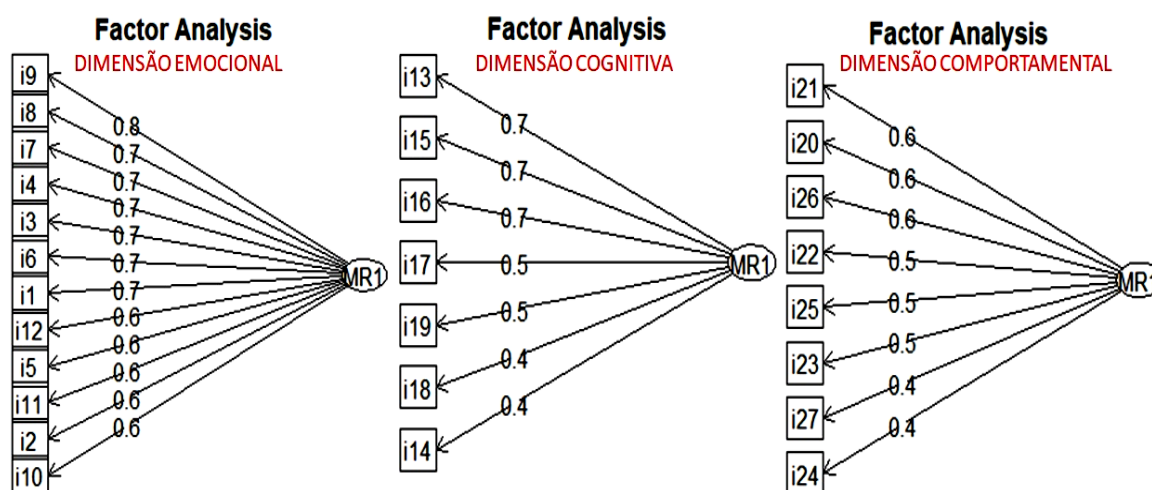 Factor Analysis
DIMENSÃO EMOCIONAL
i9
i8
i7
i4
i3
i6
i1
i12
i5
i11
i2
i10
0.8
0.7
0.7
0.7
0.7
0.7
0.7
0.6
0.6
0.6
0.6
0.6
MR1
Factor Analysis
DIMENSÃO COGNITIVA
i13
i15
i16
i17
i19
i18
i14
0.7
0.7
0.7
0.5
0.5
0.4
0.4
MR1
Factor Analysis
DIMENSÃO COMPORTAMENTAL
i21
i20
i26
i22
i25
i23
i27
i24
0.6
0.6
0.6
0.5
0.5
0.5
0.4
0.4
MR1